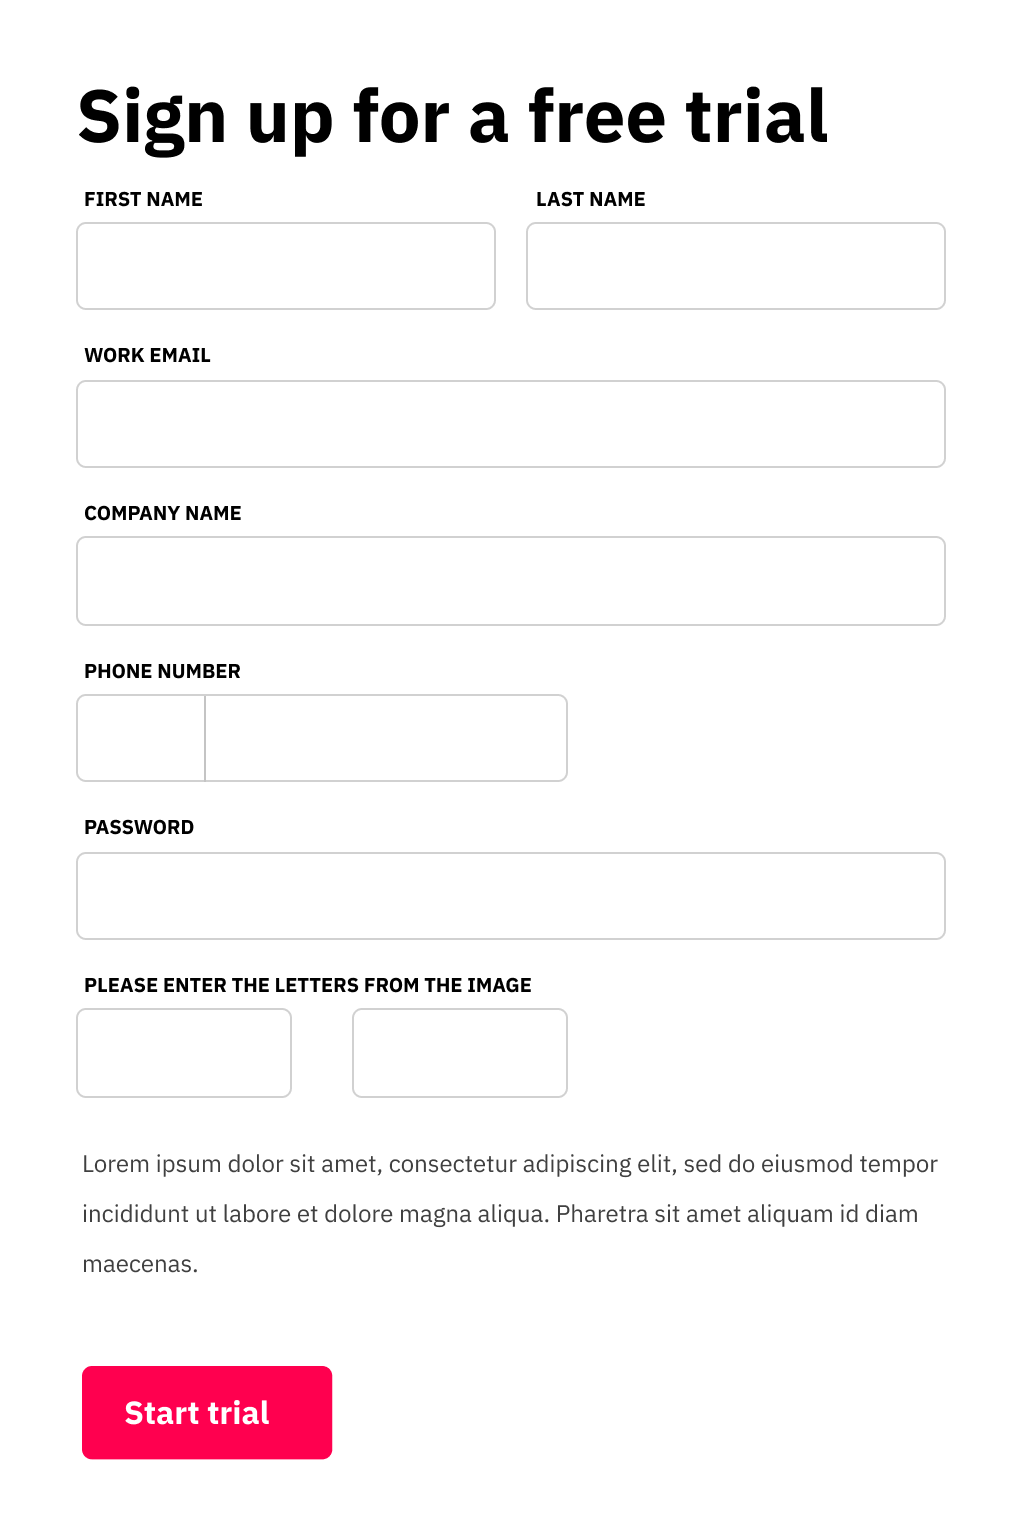 Sign up for a free trial
FIRST NAME LAST NAME
WORK EMAIL
COMPANY NAME
PHONE NUMBER
PASSWORD
PLEASE ENTER THE LETTERS FROM THE IMAGE
Lorem ipsum dolor sit amet, consectetur adipiscing elit, sed do eiusmod tempor
incididunt ut labore et dolore magna aliqua. Pharetra sit amet aliquam id diam
maecenas.
Start trial